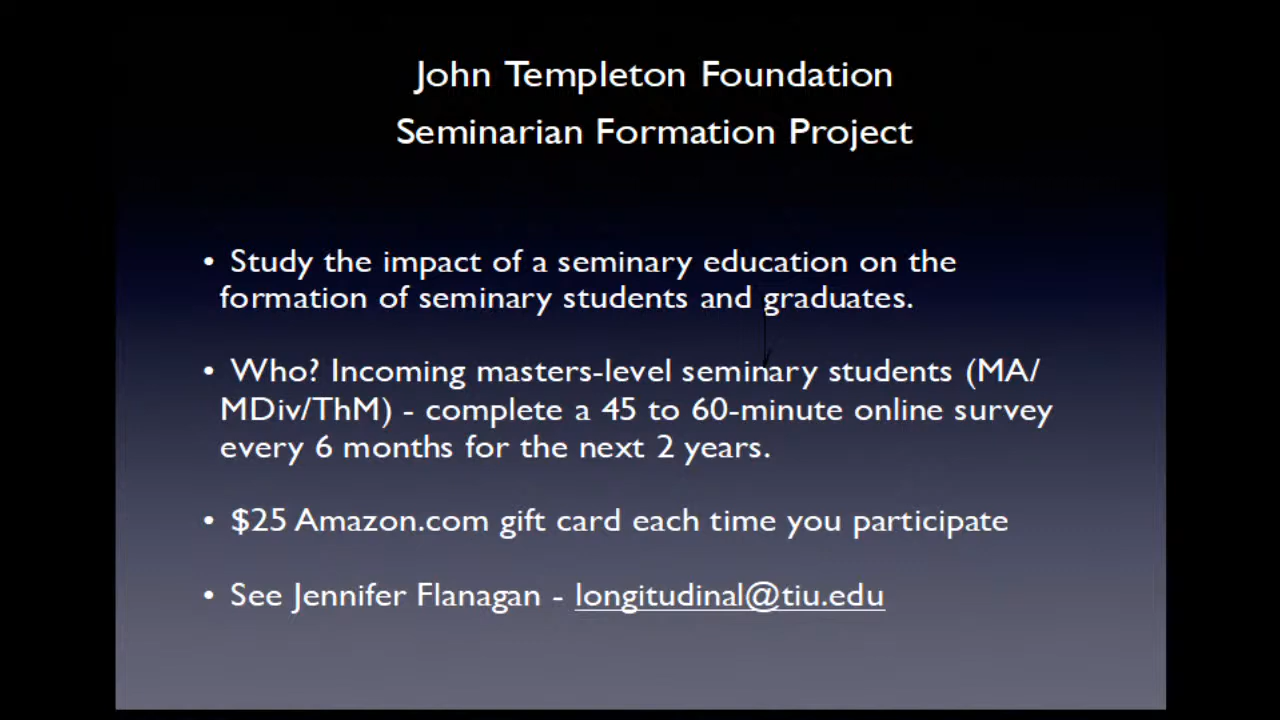 John Templeton Foundation
Seminarian Formation Project
• Study the impact of a seminary education on the
formation of seminary students and graduates.
• Who? Incoming masters-level seminary students (MA/
MDiv/ThM) - complete a 45 to 60-minute online survey
every 6 months for the next 2 years.
• $25 Amazon.com gift card each time you participate
• See Jennifer Flanagan - longitudinal@tiu.edu